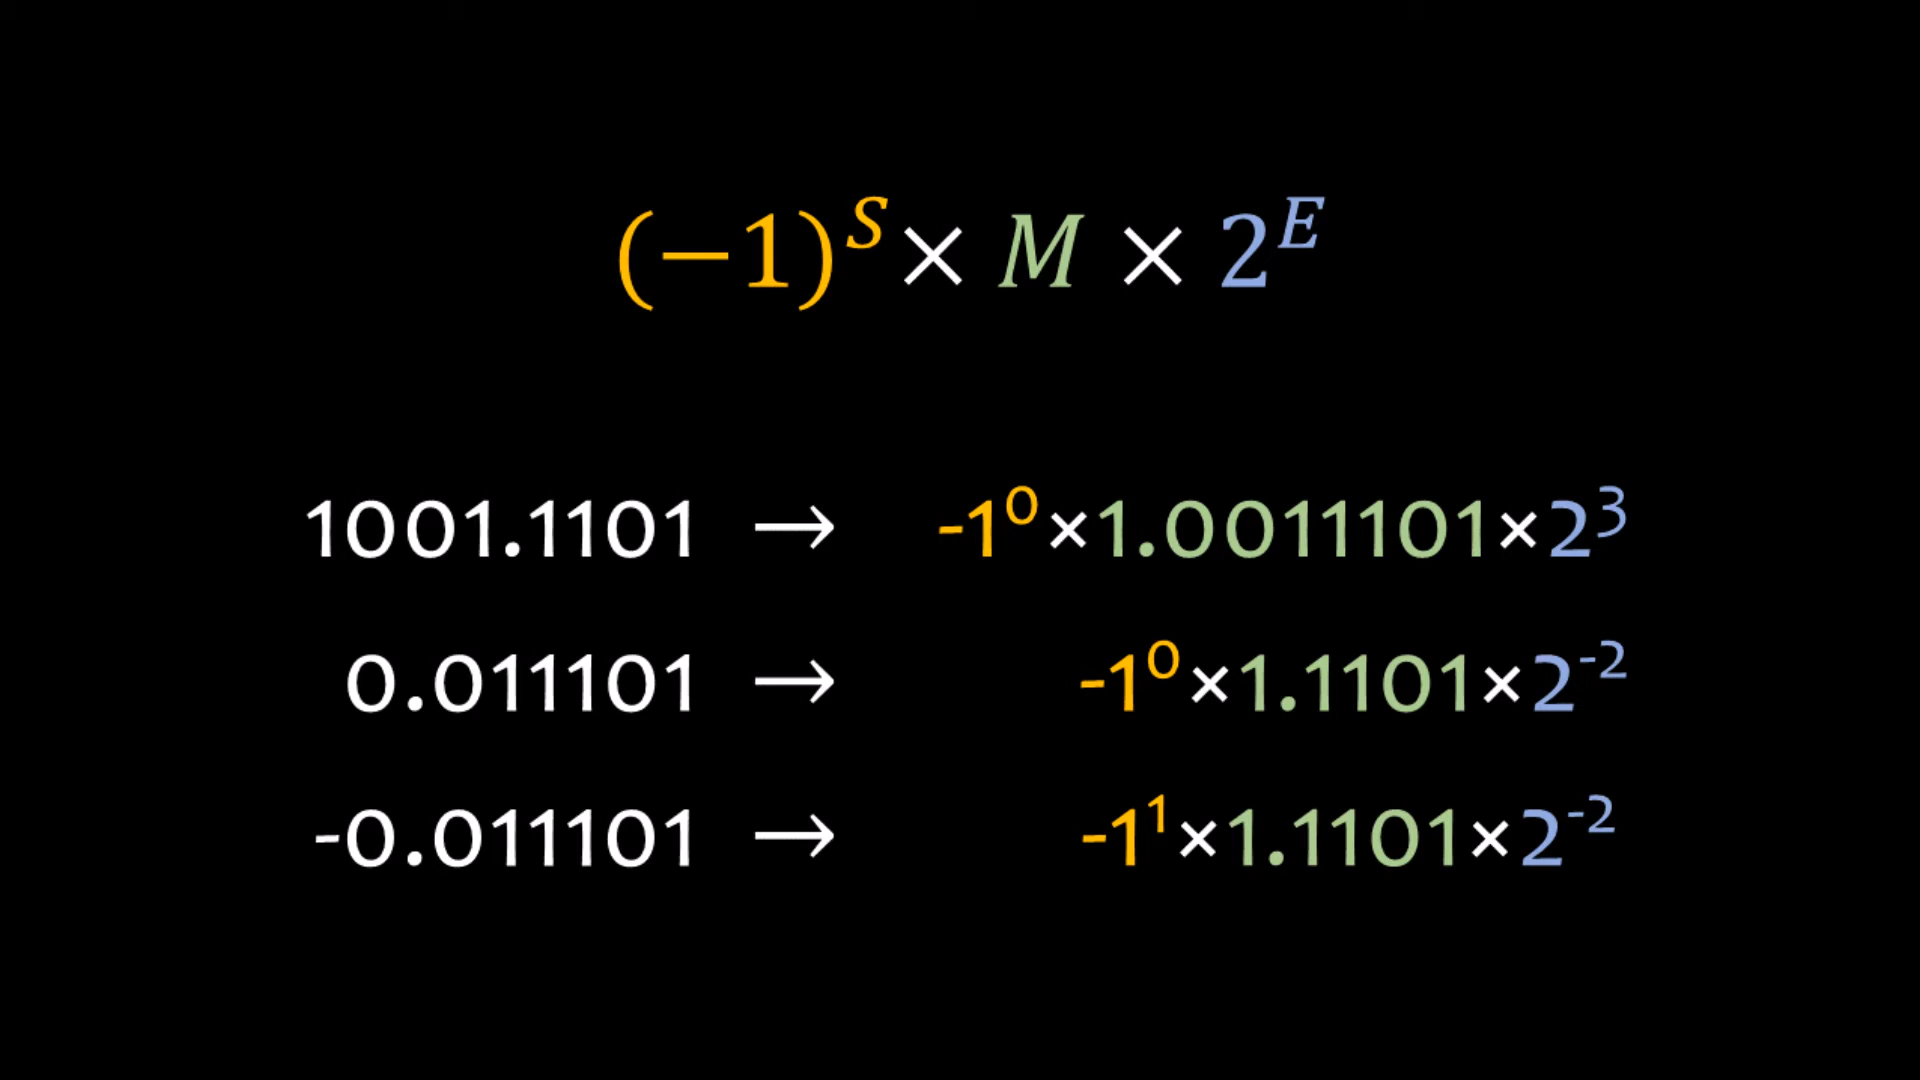 (−1)^S × M × 2^E
1001.1101 → -1^0×1.0011101×2^3
0.011101 → -1^0×1.1101×2^-2
-0.011101 → -1^1×1.1101×2^-2